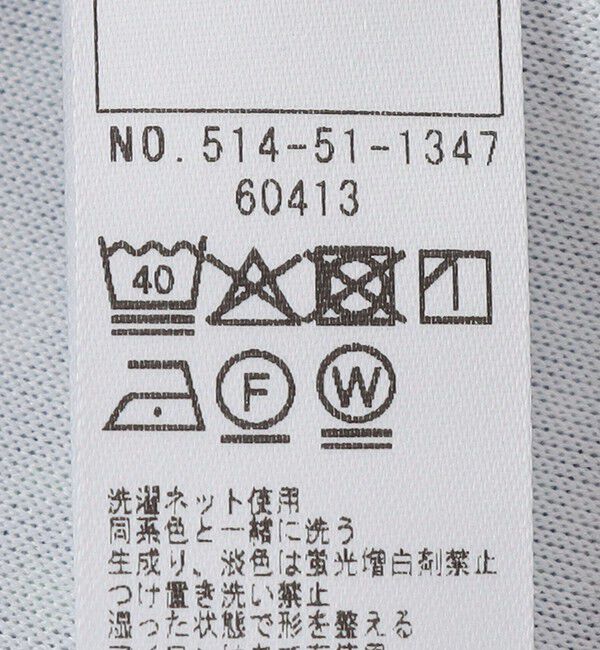 NO.514-51-1347
60413
40
F
W
洗濯ネット使用
同系色と一緒に洗う
生成り、淡色は蛍光増白剤禁止
つけ置き洗い禁止
湿った状態で形を整える